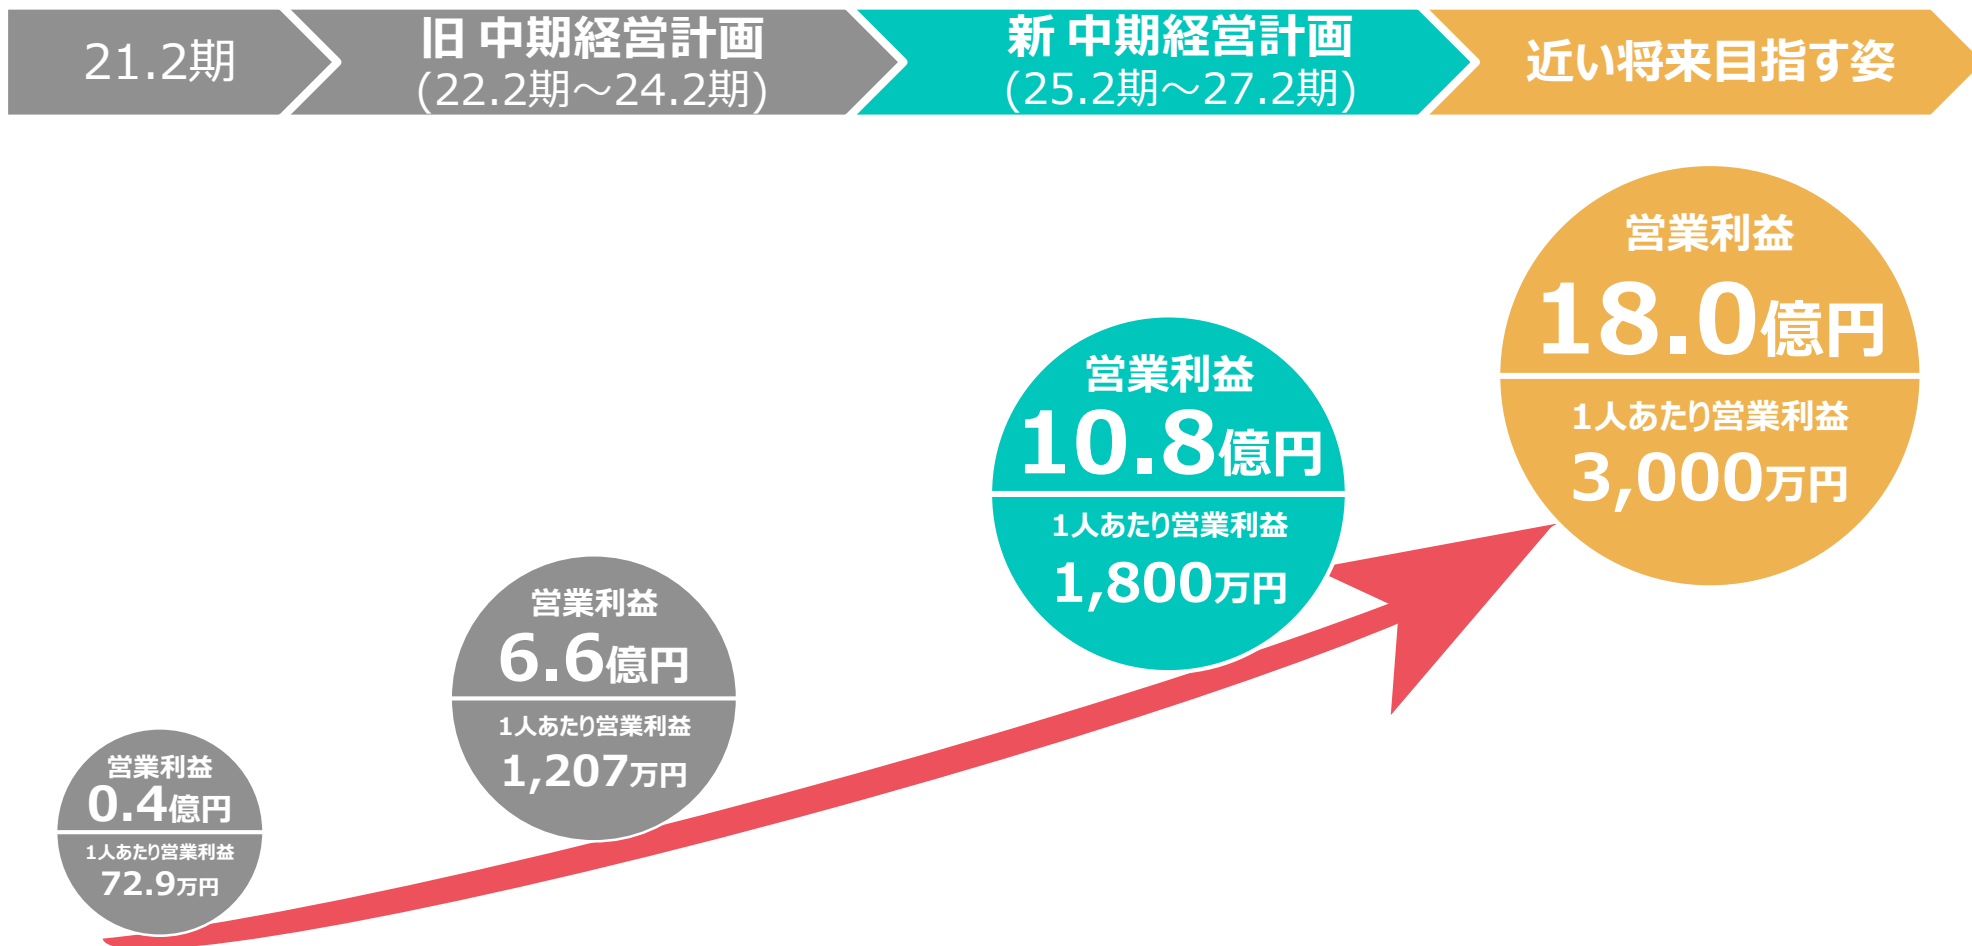 21.2期
旧 中期経営計画
(22.2期～24.2期)
新 中期経営計画
(25.2期～27.2期)
近い将来目指す姿
営業利益
0.4億円
1人あたり営業利益
72.9万円
営業利益
6.6億円
1人あたり営業利益
1,207万円
営業利益
10.8億円
1人あたり営業利益
1,800万円
営業利益
18.0億円
1人あたり営業利益
3,000万円